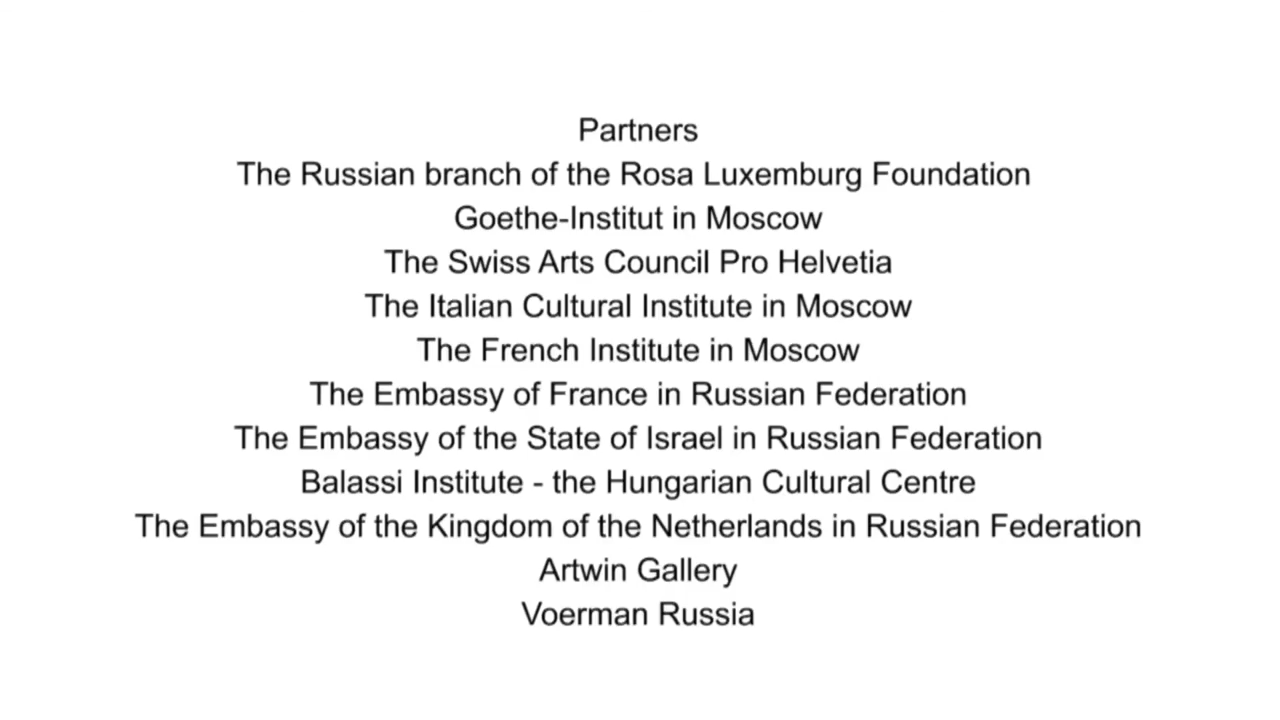 Partners
The Russian branch of the Rosa Luxemburg Foundation
Goethe-Institut in Moscow
The Swiss Arts Council Pro Helvetia
The Italian Cultural Institute in Moscow
The French Institute in Moscow
The Embassy of France in Russian Federation
The Embassy of the State of Israel in Russian Federation
Balassi Institute - the Hungarian Cultural Centre
The Embassy of the Kingdom of the Netherlands in Russian Federation
Artwin Gallery
Voerman Russia